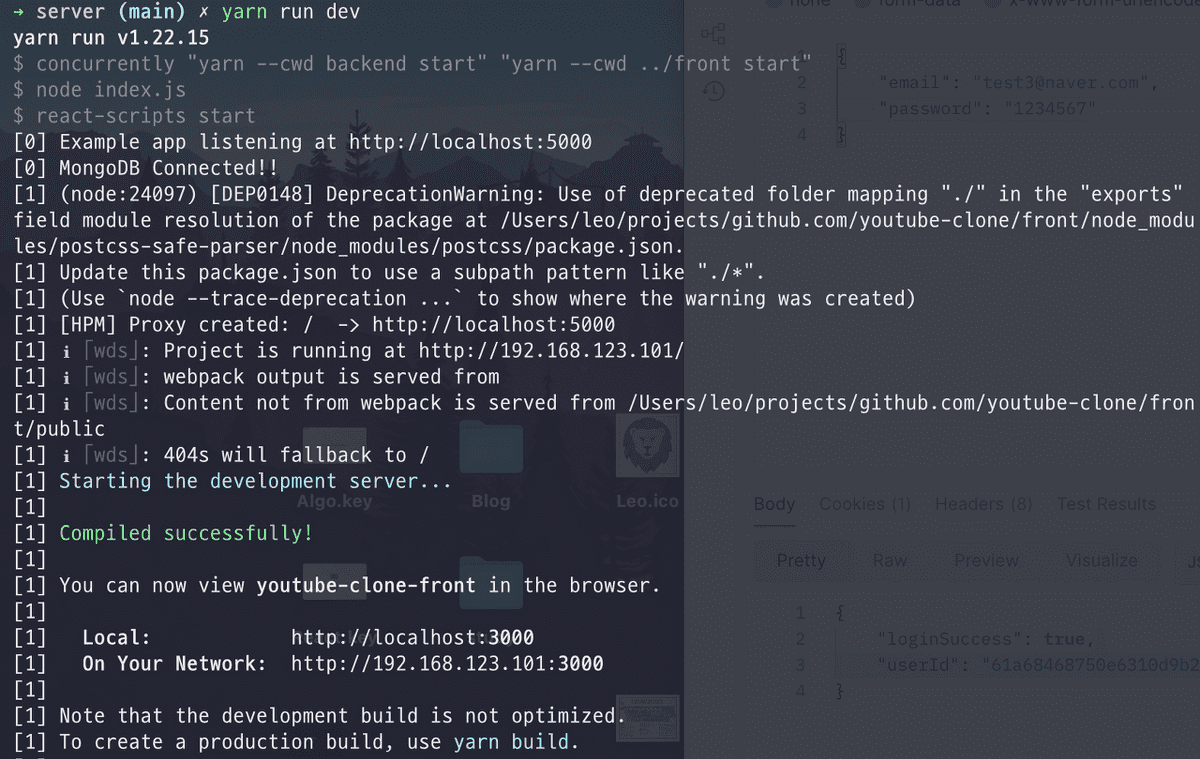 → server (main) ✗ yarn run dev
yarn run v1.22.15
$ concurrently "yarn --cwd backend start" "yarn --cwd ../front start"
$ node index.js
$ react-scripts start
[0] Example app listening at http://localhost:5000
[0] MongoDB Connected!!
[1] (node:24097) [DEP0148] DeprecationWarning: Use of deprecated folder mapping "./" in the "exports"
field module resolution of the package at /Users/leo/projects/github.com/youtube-clone/front/node_modu
les/postcss-safe-parser/node_modules/postcss/package.json.
[1] Update this package.json to use a subpath pattern like "./*".
[1] (Use `node --trace-deprecation ...` to show where the warning was created)
[1] [HPM] Proxy created: /  -> http://localhost:5000
[1] ℹ ｢wds｣: Project is running at http://192.168.123.101/
[1] ℹ ｢wds｣: webpack output is served from
[1] ℹ ｢wds｣: Content not from webpack is served from /Users/leo/projects/github.com/youtube-clone/fron
t/public
[1] ℹ ｢wds｣: 404s will fallback to /
[1] Starting the development server...
[1]
[1] Compiled successfully!
[1]
[1] You can now view youtube-clone-front in the browser.
[1]
[1]   Local:            http://localhost:3000
[1]   On Your Network:  http://192.168.123.101:3000
[1]
[1] Note that the development build is not optimized.
[1] To create a production build, use yarn build.
Algo.key
Blog
Leo.ico
none form-data x-www-form-urlencode
1 {
2 "email": "test3@naver.com",
3 "password": "1234567"
4 }
Body Cookies (1) Headers (8) Test Results
Pretty Raw Preview Visualize
1 {
2 "loginSuccess": true,
3 "userId": "61a68468750e6310d9b2
4 }